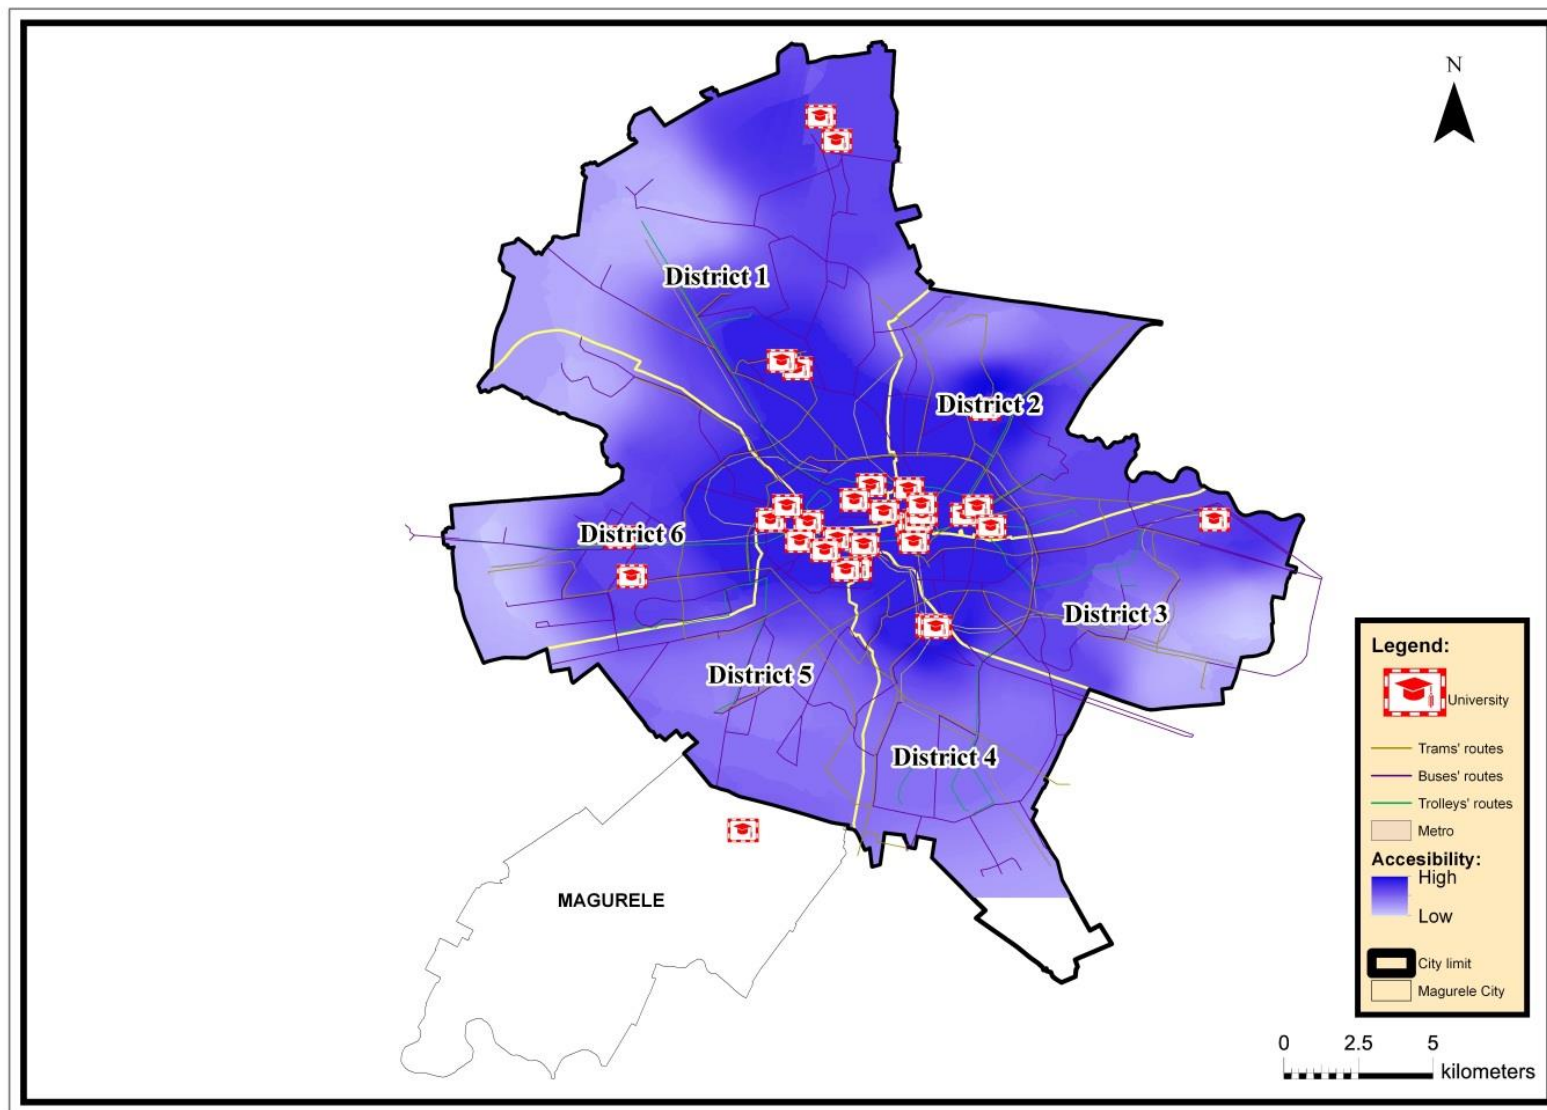 N
District 1
District 2
District 6
District 3
District 5
District 4
MAGURELE
Legend:
University
Trams' routes
Buses' routes
Trolleys' routes
Metro
Accesibility:
High
Low
City limit
Magurele City
0 2.5 5
kilometers